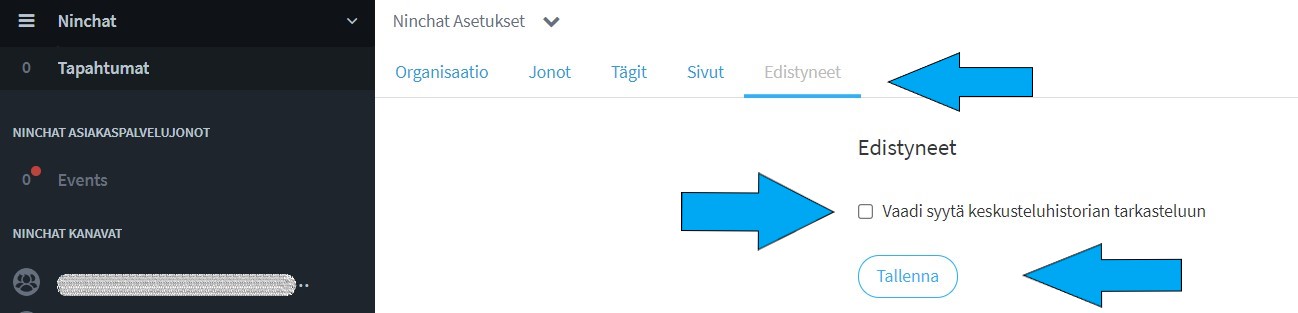 Ninchat
0 Tapahtumat
NINCHAT ASIAKASPALVELUJONOT
0 Events
NINCHAT KANAVAT
..
Ninchat Asetukset
Organisaatio Jonot Tägit Sivut Edistyneet
Edistyneet
Vaadi syytä keskusteluhistorian tarkasteluun
Tallenna